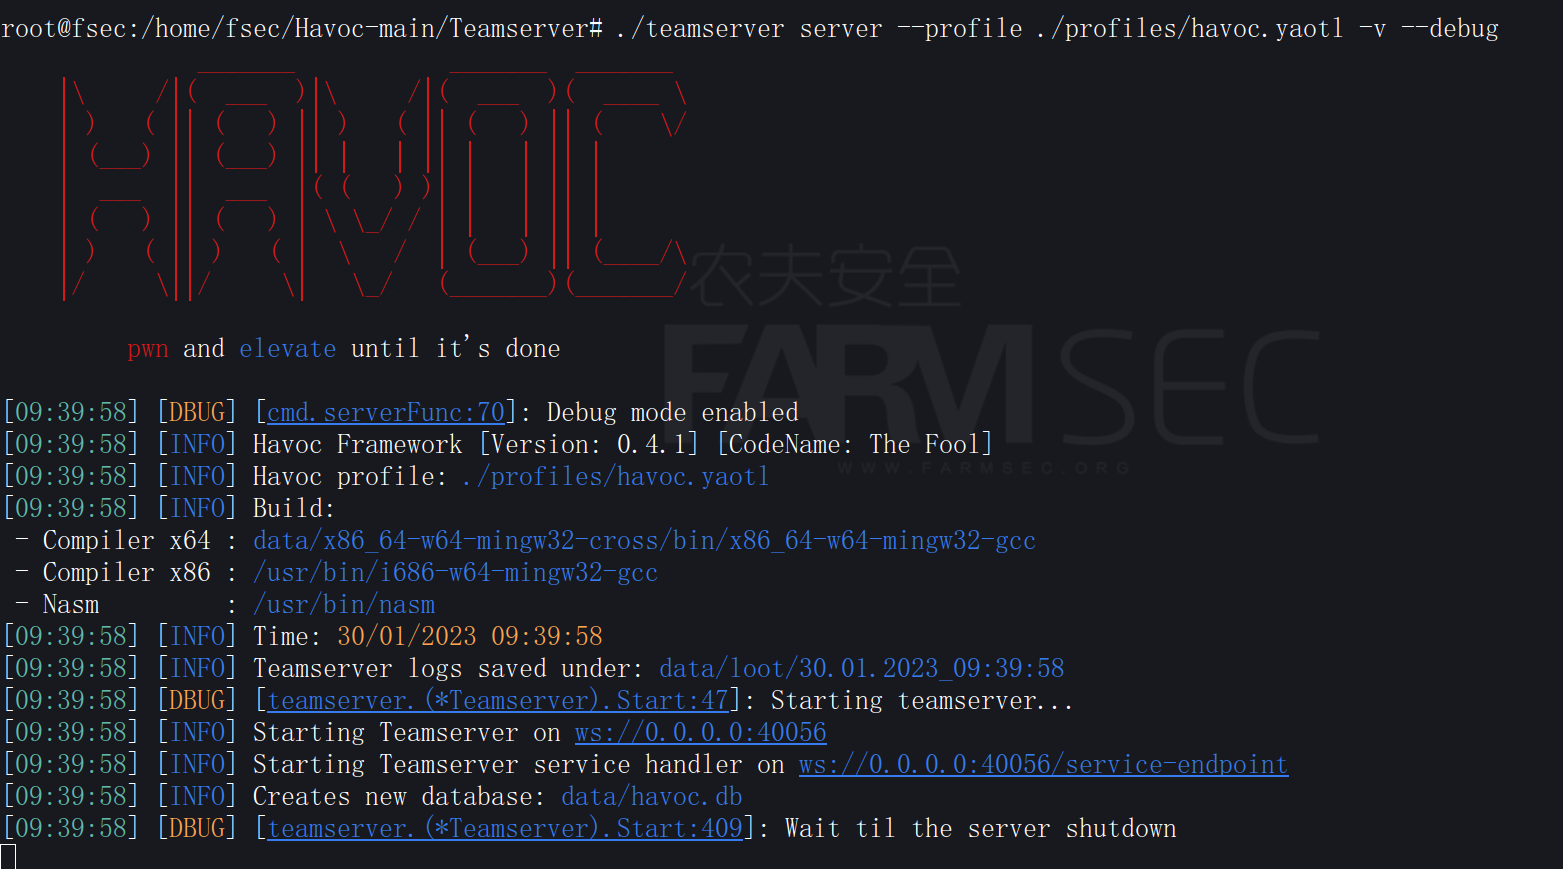 root@fsec:/home/fsec/Havoc-main/Teamserver# ./teamserver server --profile ./profiles/havoc.yaotl -v --debug
HAVOC
农夫安全
FARMSEC
WWW.FARMSEC.ORG
pwn and elevate until it's done
[09:39:58] [DBUG] [cmd.serverFunc:70]: Debug mode enabled
[09:39:58] [INFO] Havoc Framework [Version: 0.4.1] [CodeName: The Fool]
[09:39:58] [INFO] Havoc profile: ./profiles/havoc.yaotl
[09:39:58] [INFO] Build:
- Compiler x64 : data/x86_64-w64-mingw32-cross/bin/x86_64-w64-mingw32-gcc
- Compiler x86 : /usr/bin/i686-w64-mingw32-gcc
- Nasm : /usr/bin/nasm
[09:39:58] [INFO] Time: 30/01/2023 09:39:58
[09:39:58] [INFO] Teamserver logs saved under: data/loot/30.01.2023_09:39:58
[09:39:58] [DBUG] [teamserver.(*Teamserver).Start:47]: Starting teamserver...
[09:39:58] [INFO] Starting Teamserver on ws://0.0.0.0:40056
[09:39:58] [INFO] Starting Teamserver service handler on ws://0.0.0.0:40056/service-endpoint
[09:39:58] [INFO] Creates new database: data/havoc.db
[09:39:58] [DBUG] [teamserver.(*Teamserver).Start:409]: Wait til the server shutdown